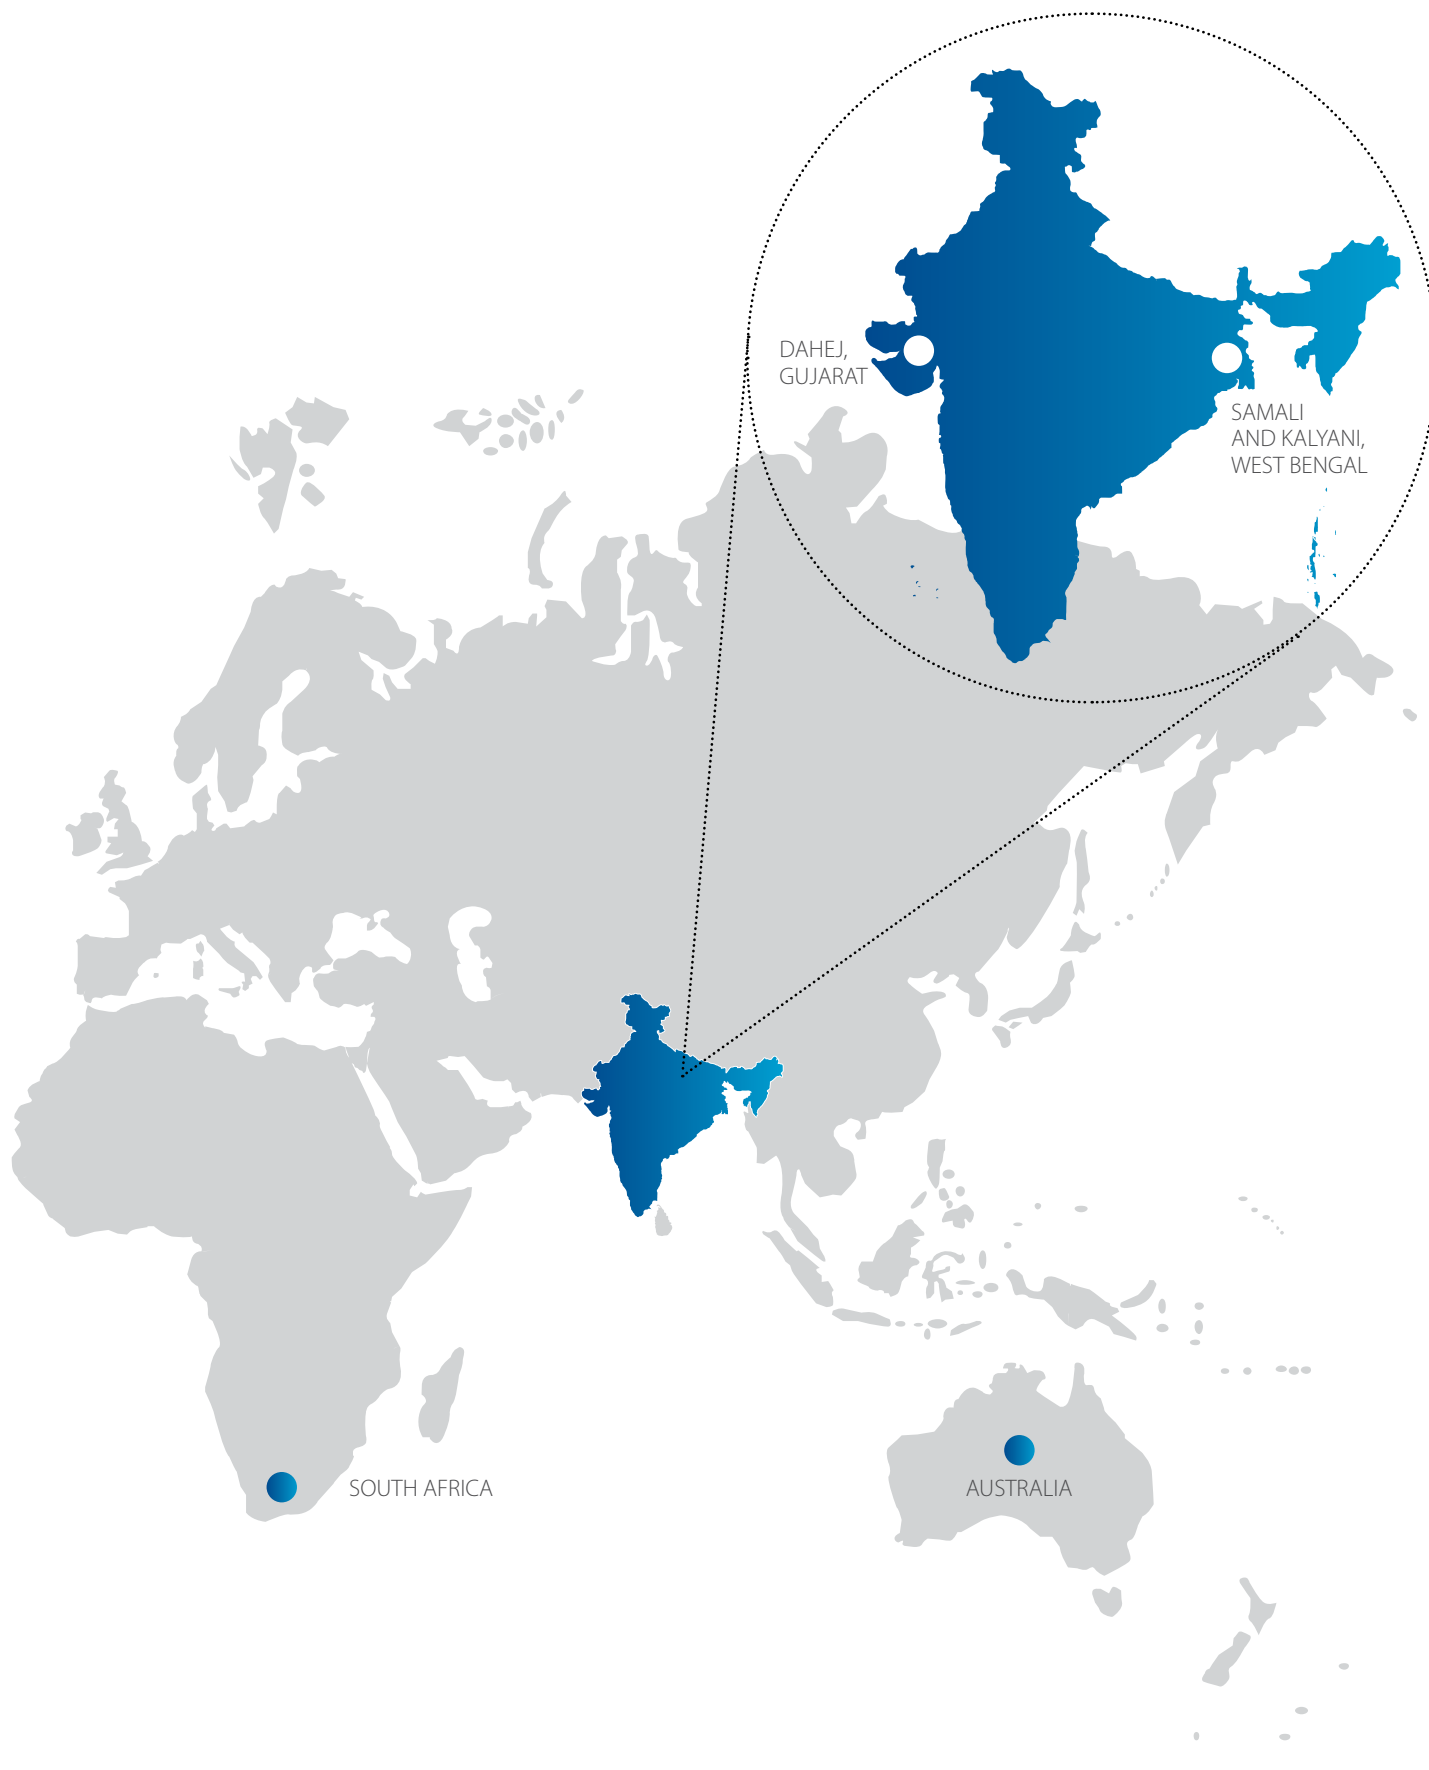 DAHEJ,
GUJARAT
SAMALI
AND KALYANI,
WEST BENGAL
SOUTH AFRICA
AUSTRALIA